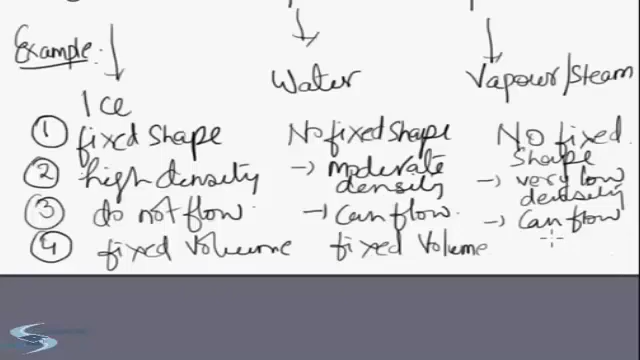 Example:
Ice Water Vapour/Steam
① fixed shape No fixed shape No fixed shape
② high density → moderate density → very low density
③ do not flow → Can flow. → Can flow
④ fixed Volume fixed Volume